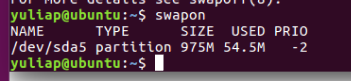 For more details see swapoff(8).
yuliap@ubuntu:~$ swapon
NAME TYPE SIZE USED PRIO
/dev/sda5 partition 975M 54.5M -2
yuliap@ubuntu:~$